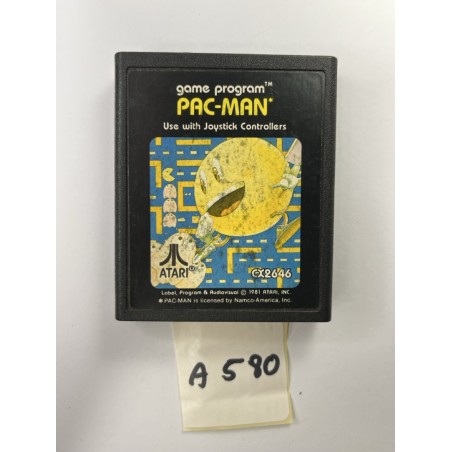 game program™
PAC-MAN*
Use with Joystick Controllers
ATARI®
CX2646
Label, Program & Audiovisual © 1981 ATARI, INC.
* PAC-MAN is licensed by Namco-America, Inc.
A 590